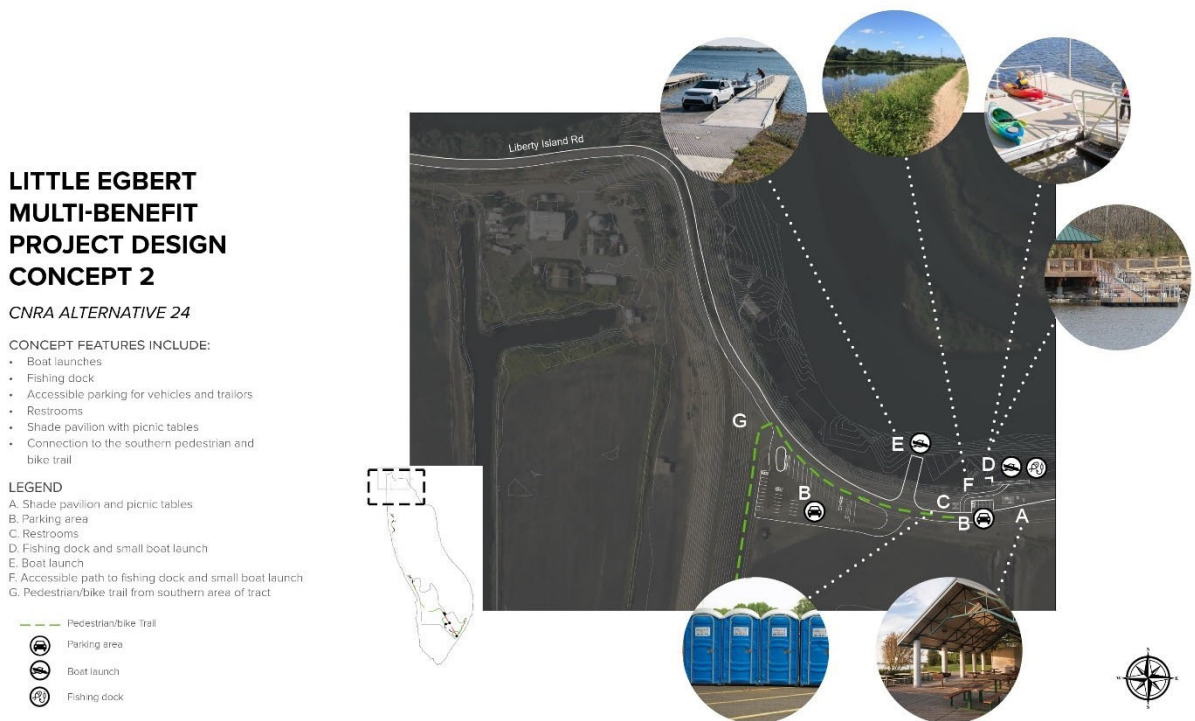 LITTLE EGBERT
MULTI-BENEFIT
PROJECT DESIGN
CONCEPT 2
CNRA ALTERNATIVE 24
CONCEPT FEATURES INCLUDE:
• Boat launches
• Fishing dock
• Accessible parking for vehicles and trailors
• Restrooms
• Shade pavilion with picnic tables
• Connection to the southern pedestrian and
bike trail
LEGEND
A. Shade pavilion and picnic tables
B. Parking area
C. Restrooms
D. Fishing dock and small boat launch
E. Boat launch
F. Accessible path to fishing dock and small boat launch
G. Pedestrian/bike trail from southern area of tract
Pedestrian/bike Trail
Parking area
Boat launch
Fishing dock
Liberty Island Rd
G
E
D
F
B
C
B
A
W
E
S